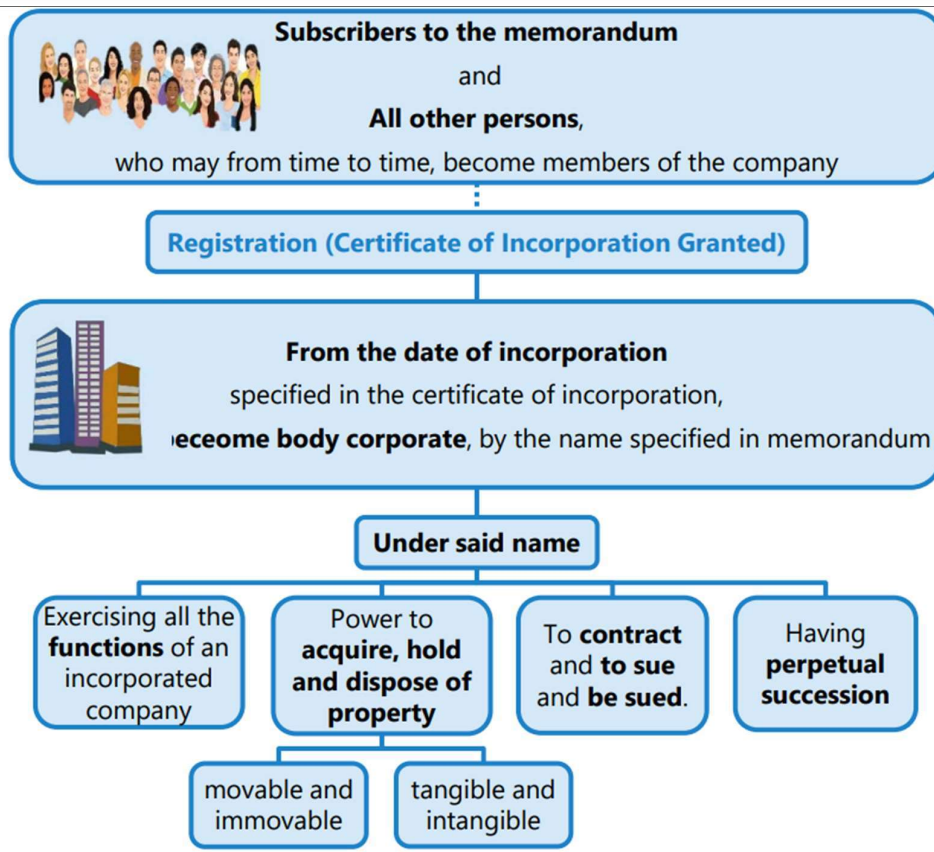 Subscribers to the memorandum
and
All other persons,
who may from time to time, become members of the company
Registration (Certificate of Incorporation Granted)
From the date of incorporation
specified in the certificate of incorporation,
beceome body corporate, by the name specified in memorandum
Under said name
Exercising all the
functions of an
incorporated
company
Power to
acquire, hold
and dispose of
property
To contract
and to sue
and be sued.
Having
perpetual
succession
movable and
immovable
tangible and
intangible